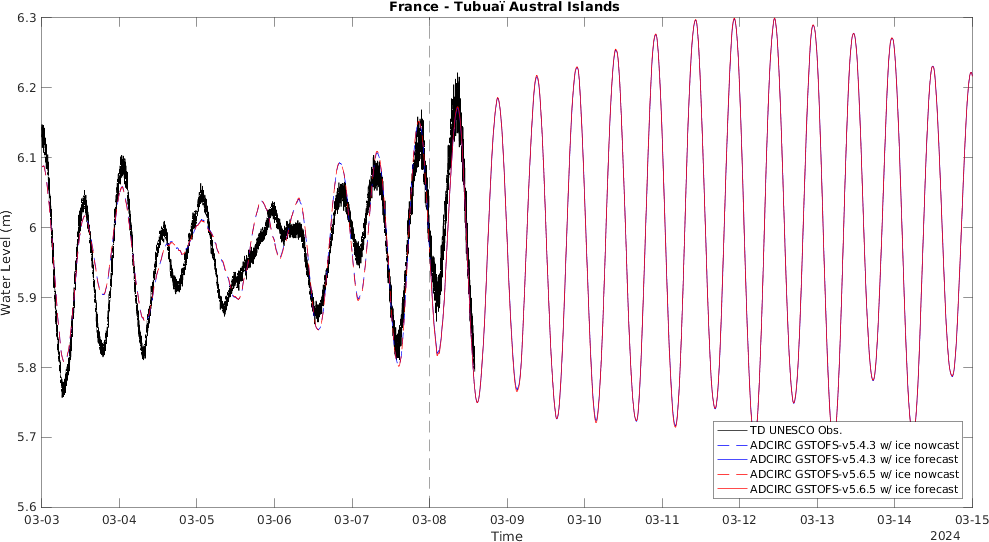 France - Tubuaï Austral Islands
Water Level (m)
6.3
6.2
6.1
6
5.9
5.8
5.7
5.6
TD UNESCO Obs.
ADCIRC GSTOFS-v5.4.3 w/ ice nowcast
ADCIRC GSTOFS-v5.4.3 w/ ice forecast
ADCIRC GSTOFS-v5.6.5 w/ ice nowcast
ADCIRC GSTOFS-v5.6.5 w/ ice forecast
03-03 03-04 03-05 03-06 03-07 03-08 03-09 03-10 03-11 03-12 03-13 03-14 03-15
Time
2024